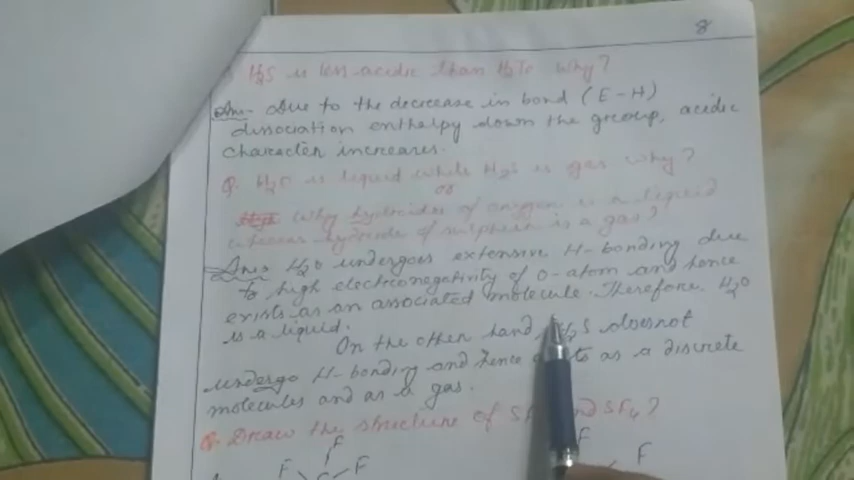 8
H₂S is less acidic than H₂Te Why?
Ans- Due to the decrease in bond (E-H)
dissociation enthalpy down the group, acidic
character increases.
Q. H₂O is liquid while H₂S is gas why?
or
Why hydrides of oxygen is a liquid
whereas hydride of sulphur is a gas?
Ans H₂O undergoes extensive H-bonding due
to high electronegativity of O-atom and hence
exists as an associated molecule. Therefore H₂O
is a liquid.
On the other hand H₂S doesnot
undergo H-bonding and hence as a discrete
molecules and as a gas.
Q. Draw the structure of and SF₄?
F F
F F F